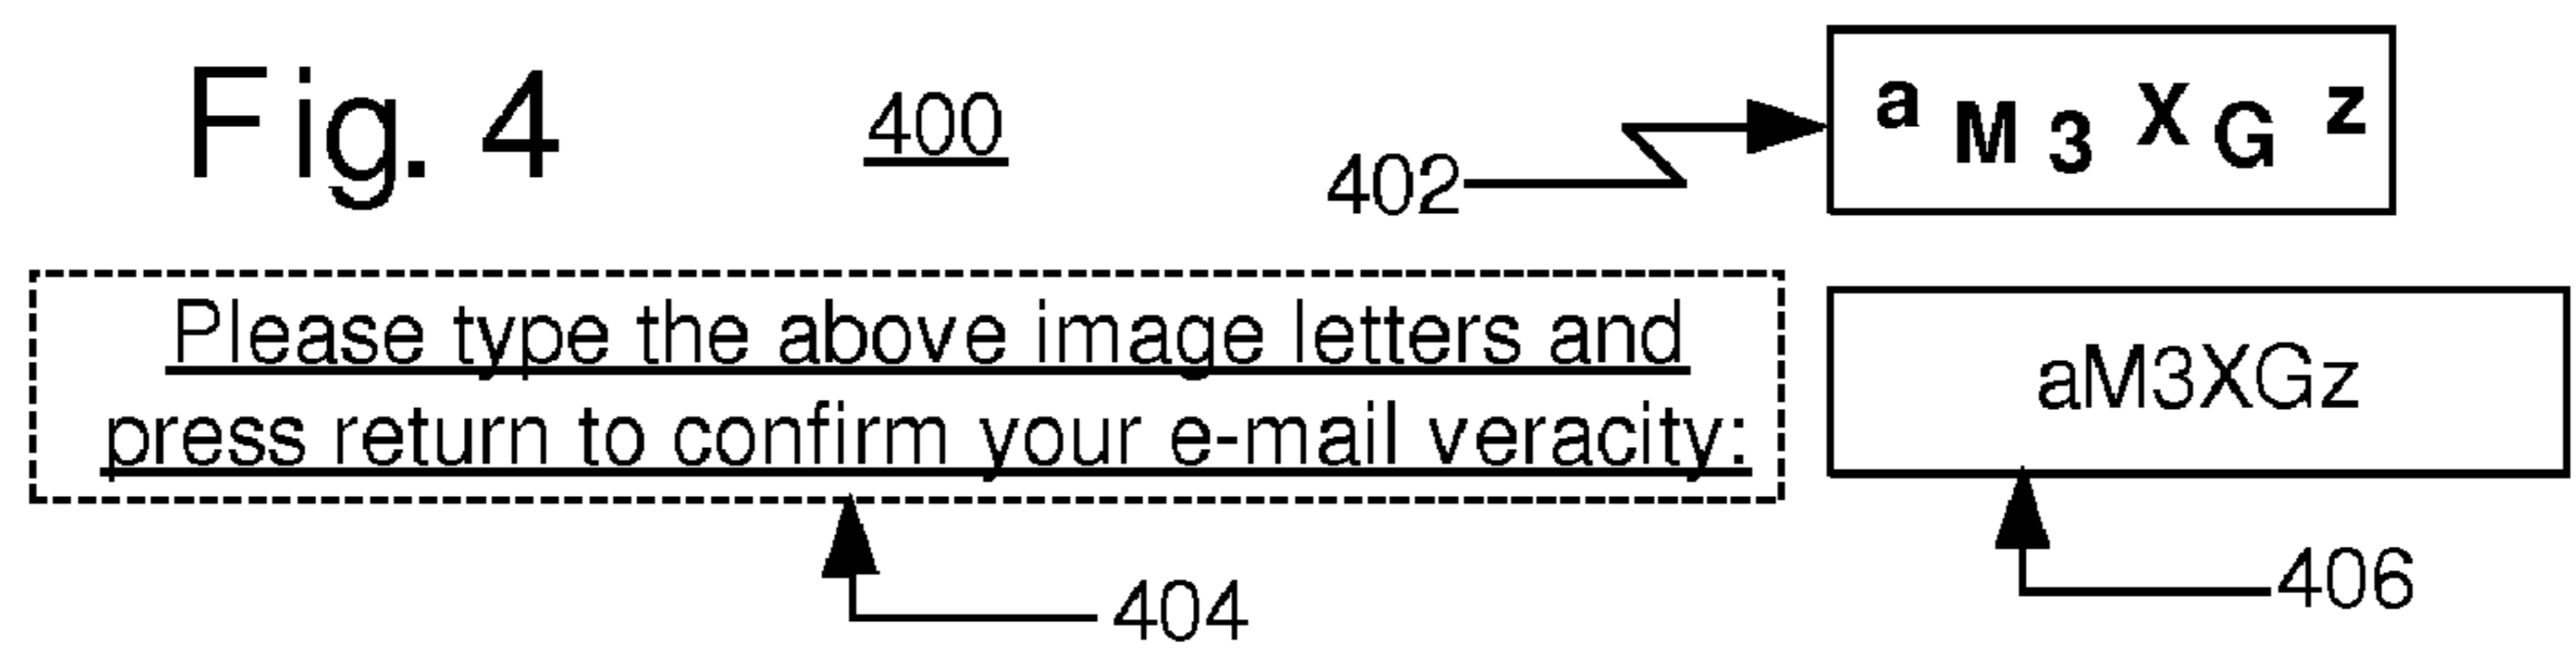 Fig. 4
400
402
a M 3 X G z
Please type the above image letters and
press return to confirm your e-mail veracity:
aM3XGz
404
406